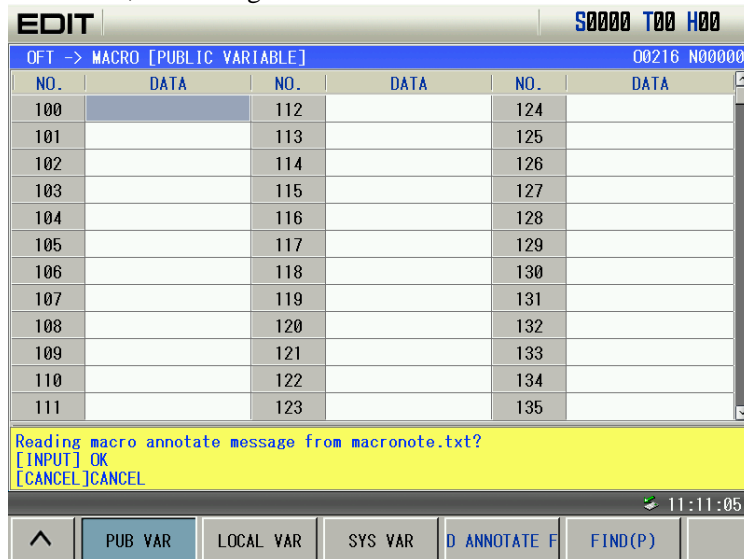 EDIT S0000 T00 H00
OFT -> MACRO [PUBLIC VARIABLE] O0216 N00000
NO. DATA NO. DATA NO. DATA
100 112 124
101 113 125
102 114 126
103 115 127
104 116 128
105 117 129
106 118 130
107 119 131
108 120 132
109 121 133
110 122 134
111 123 135
Reading macro annotate message from macronote.txt?
[INPUT] OK
[CANCEL]CANCEL
11:11:05
PUB VAR LOCAL VAR SYS VAR D ANNOTATE F FIND(P)